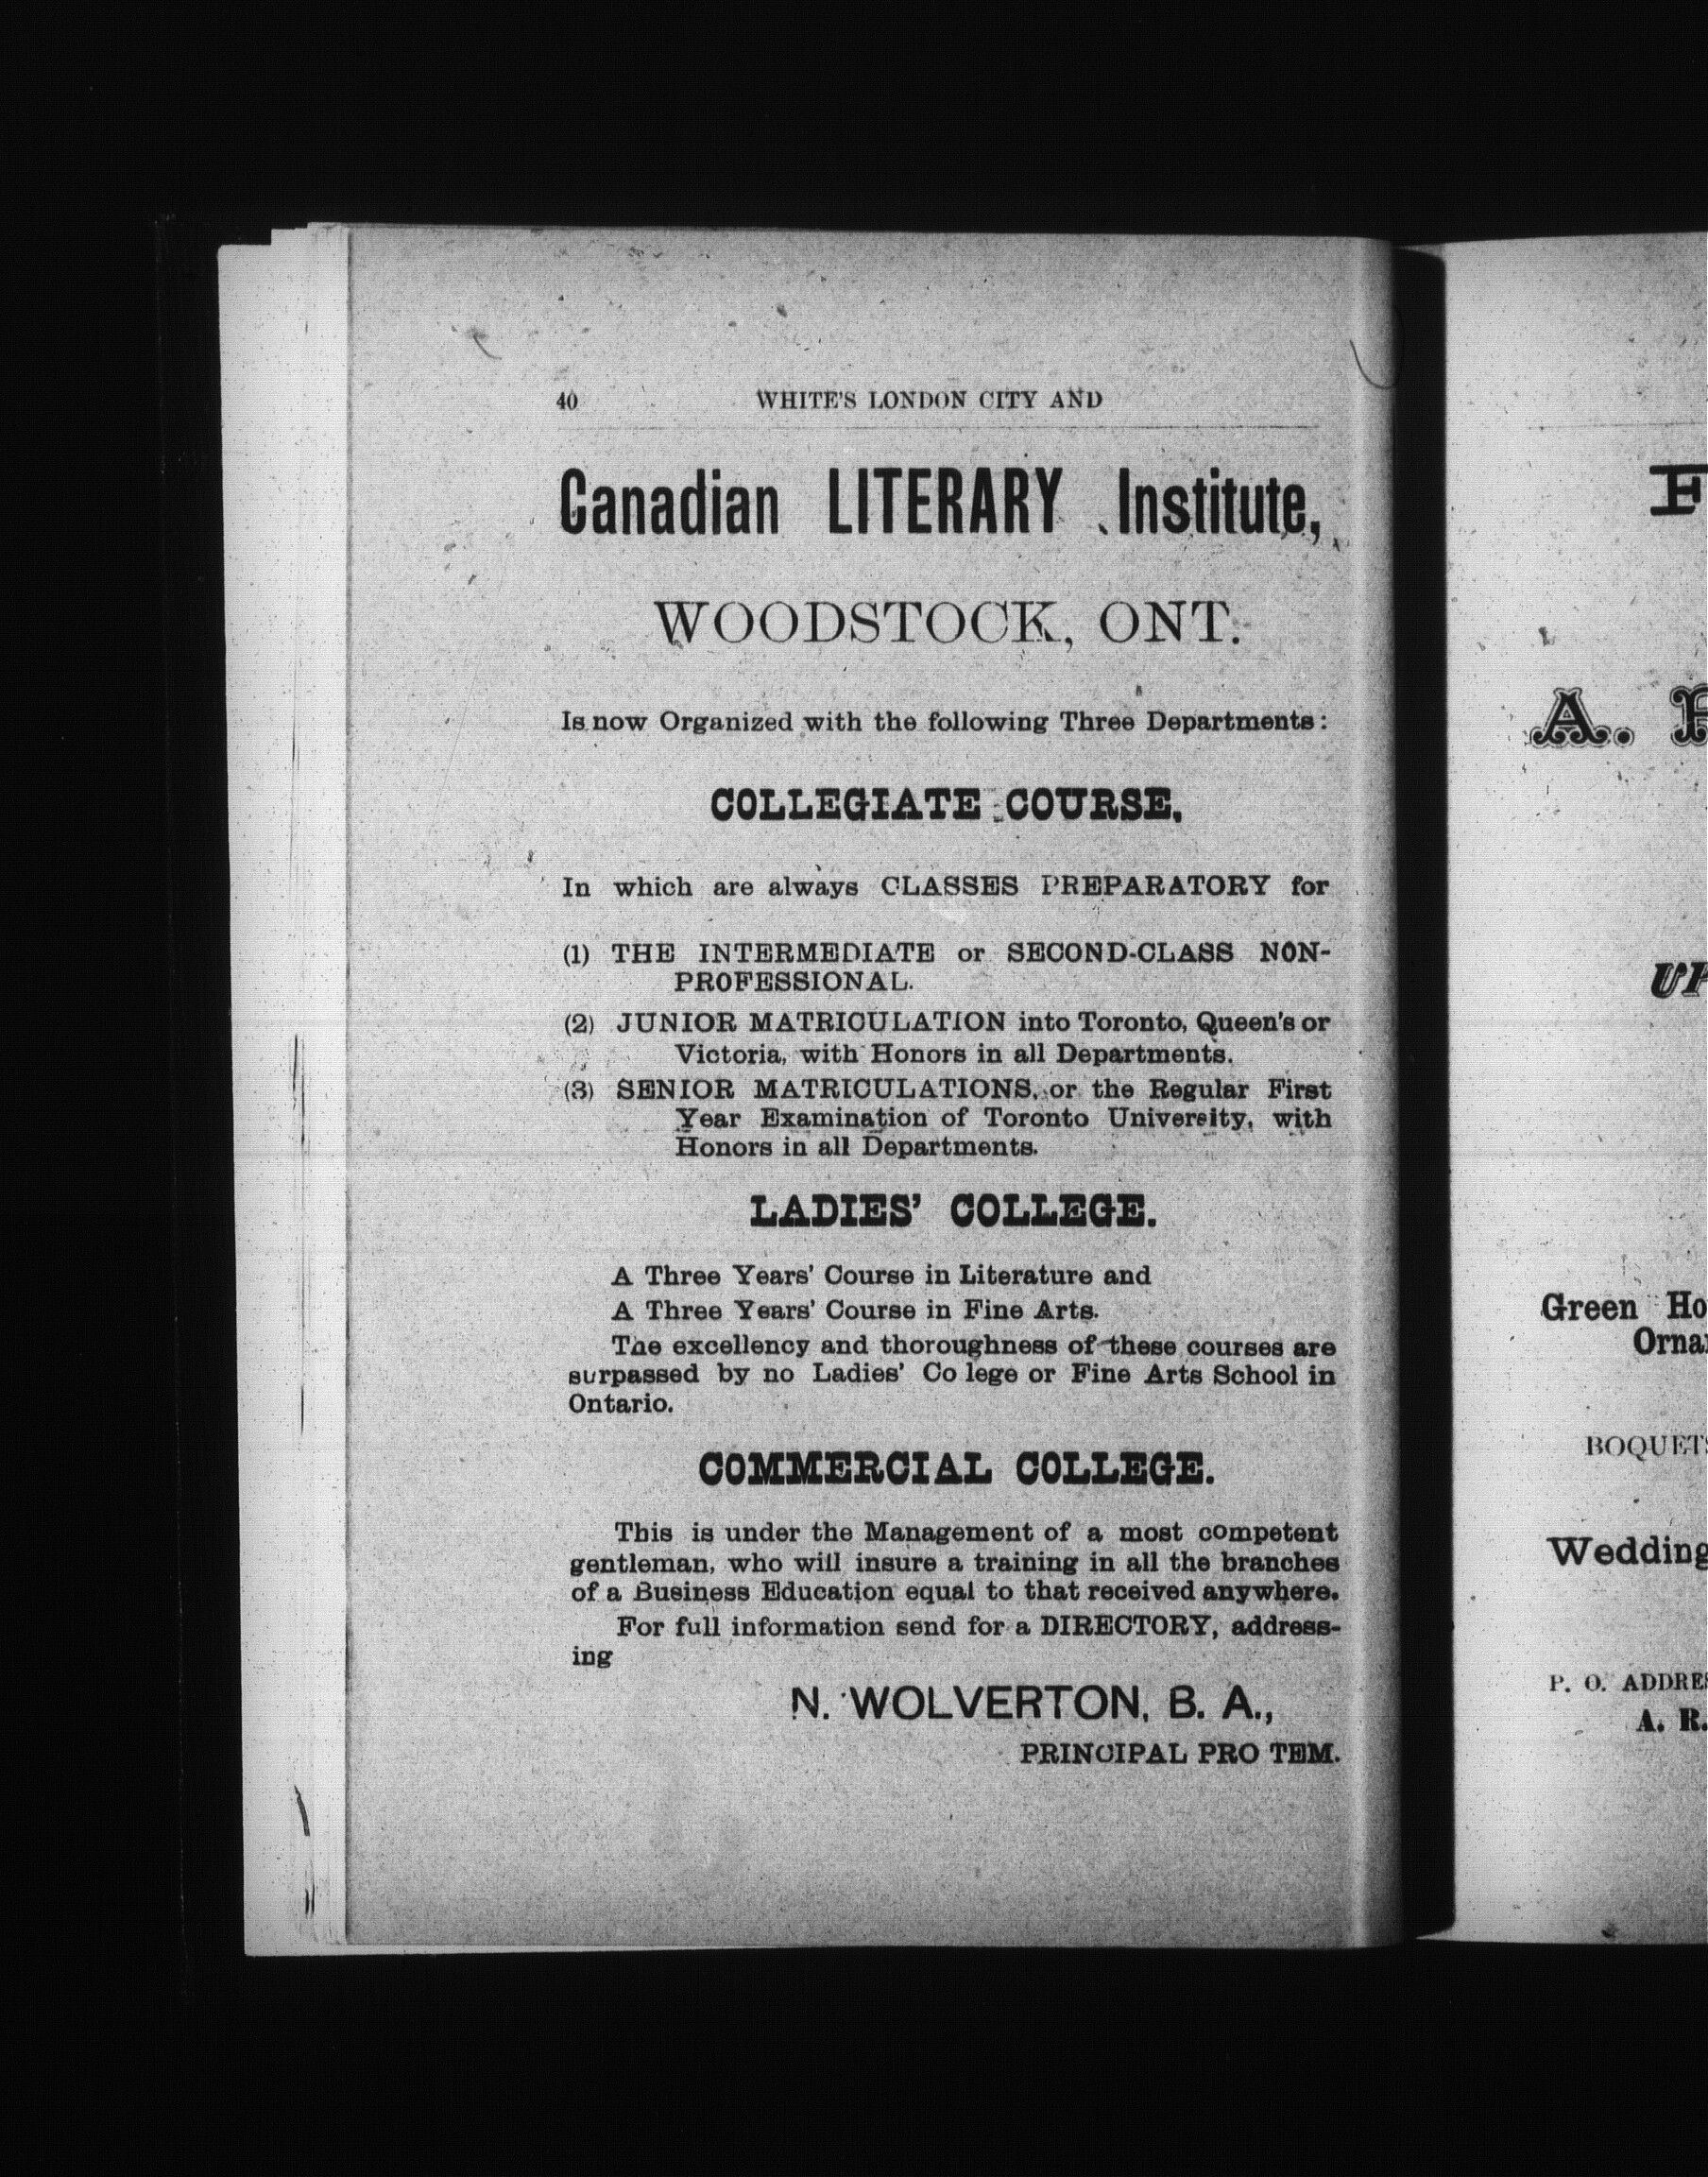 40 WHITE'S LONDON CITY AND
Canadian LITERARY Institute,
WOODSTOCK, ONT.
Is now Organized with the following Three Departments:
COLLEGIATE COURSE,
In which are always CLASSES PREPARATORY for
(1) THE INTERMEDIATE or SECOND-CLASS NON-
PROFESSIONAL.
(2) JUNIOR MATRICULATION into Toronto, Queen's or
Victoria, with Honors in all Departments.
(3) SENIOR MATRICULATIONS, or the Regular First
Year Examination of Toronto University, with
Honors in all Departments.
LADIES' COLLEGE.
A Three Years' Course in Literature and
A Three Years' Course in Fine Arts.
The excellency and thoroughness of these courses are
surpassed by no Ladies' Co lege or Fine Arts School in
Ontario.
COMMERCIAL COLLEGE.
This is under the Management of a most competent
gentleman, who will insure a training in all the branches
of a Business Education equal to that received anywhere.
For full information send for a DIRECTORY, address-
ing
N. WOLVERTON, B. A.,
PRINCIPAL PRO TEM.
A.
Green
BOQUETS
Wedding
P. O.
A. R.